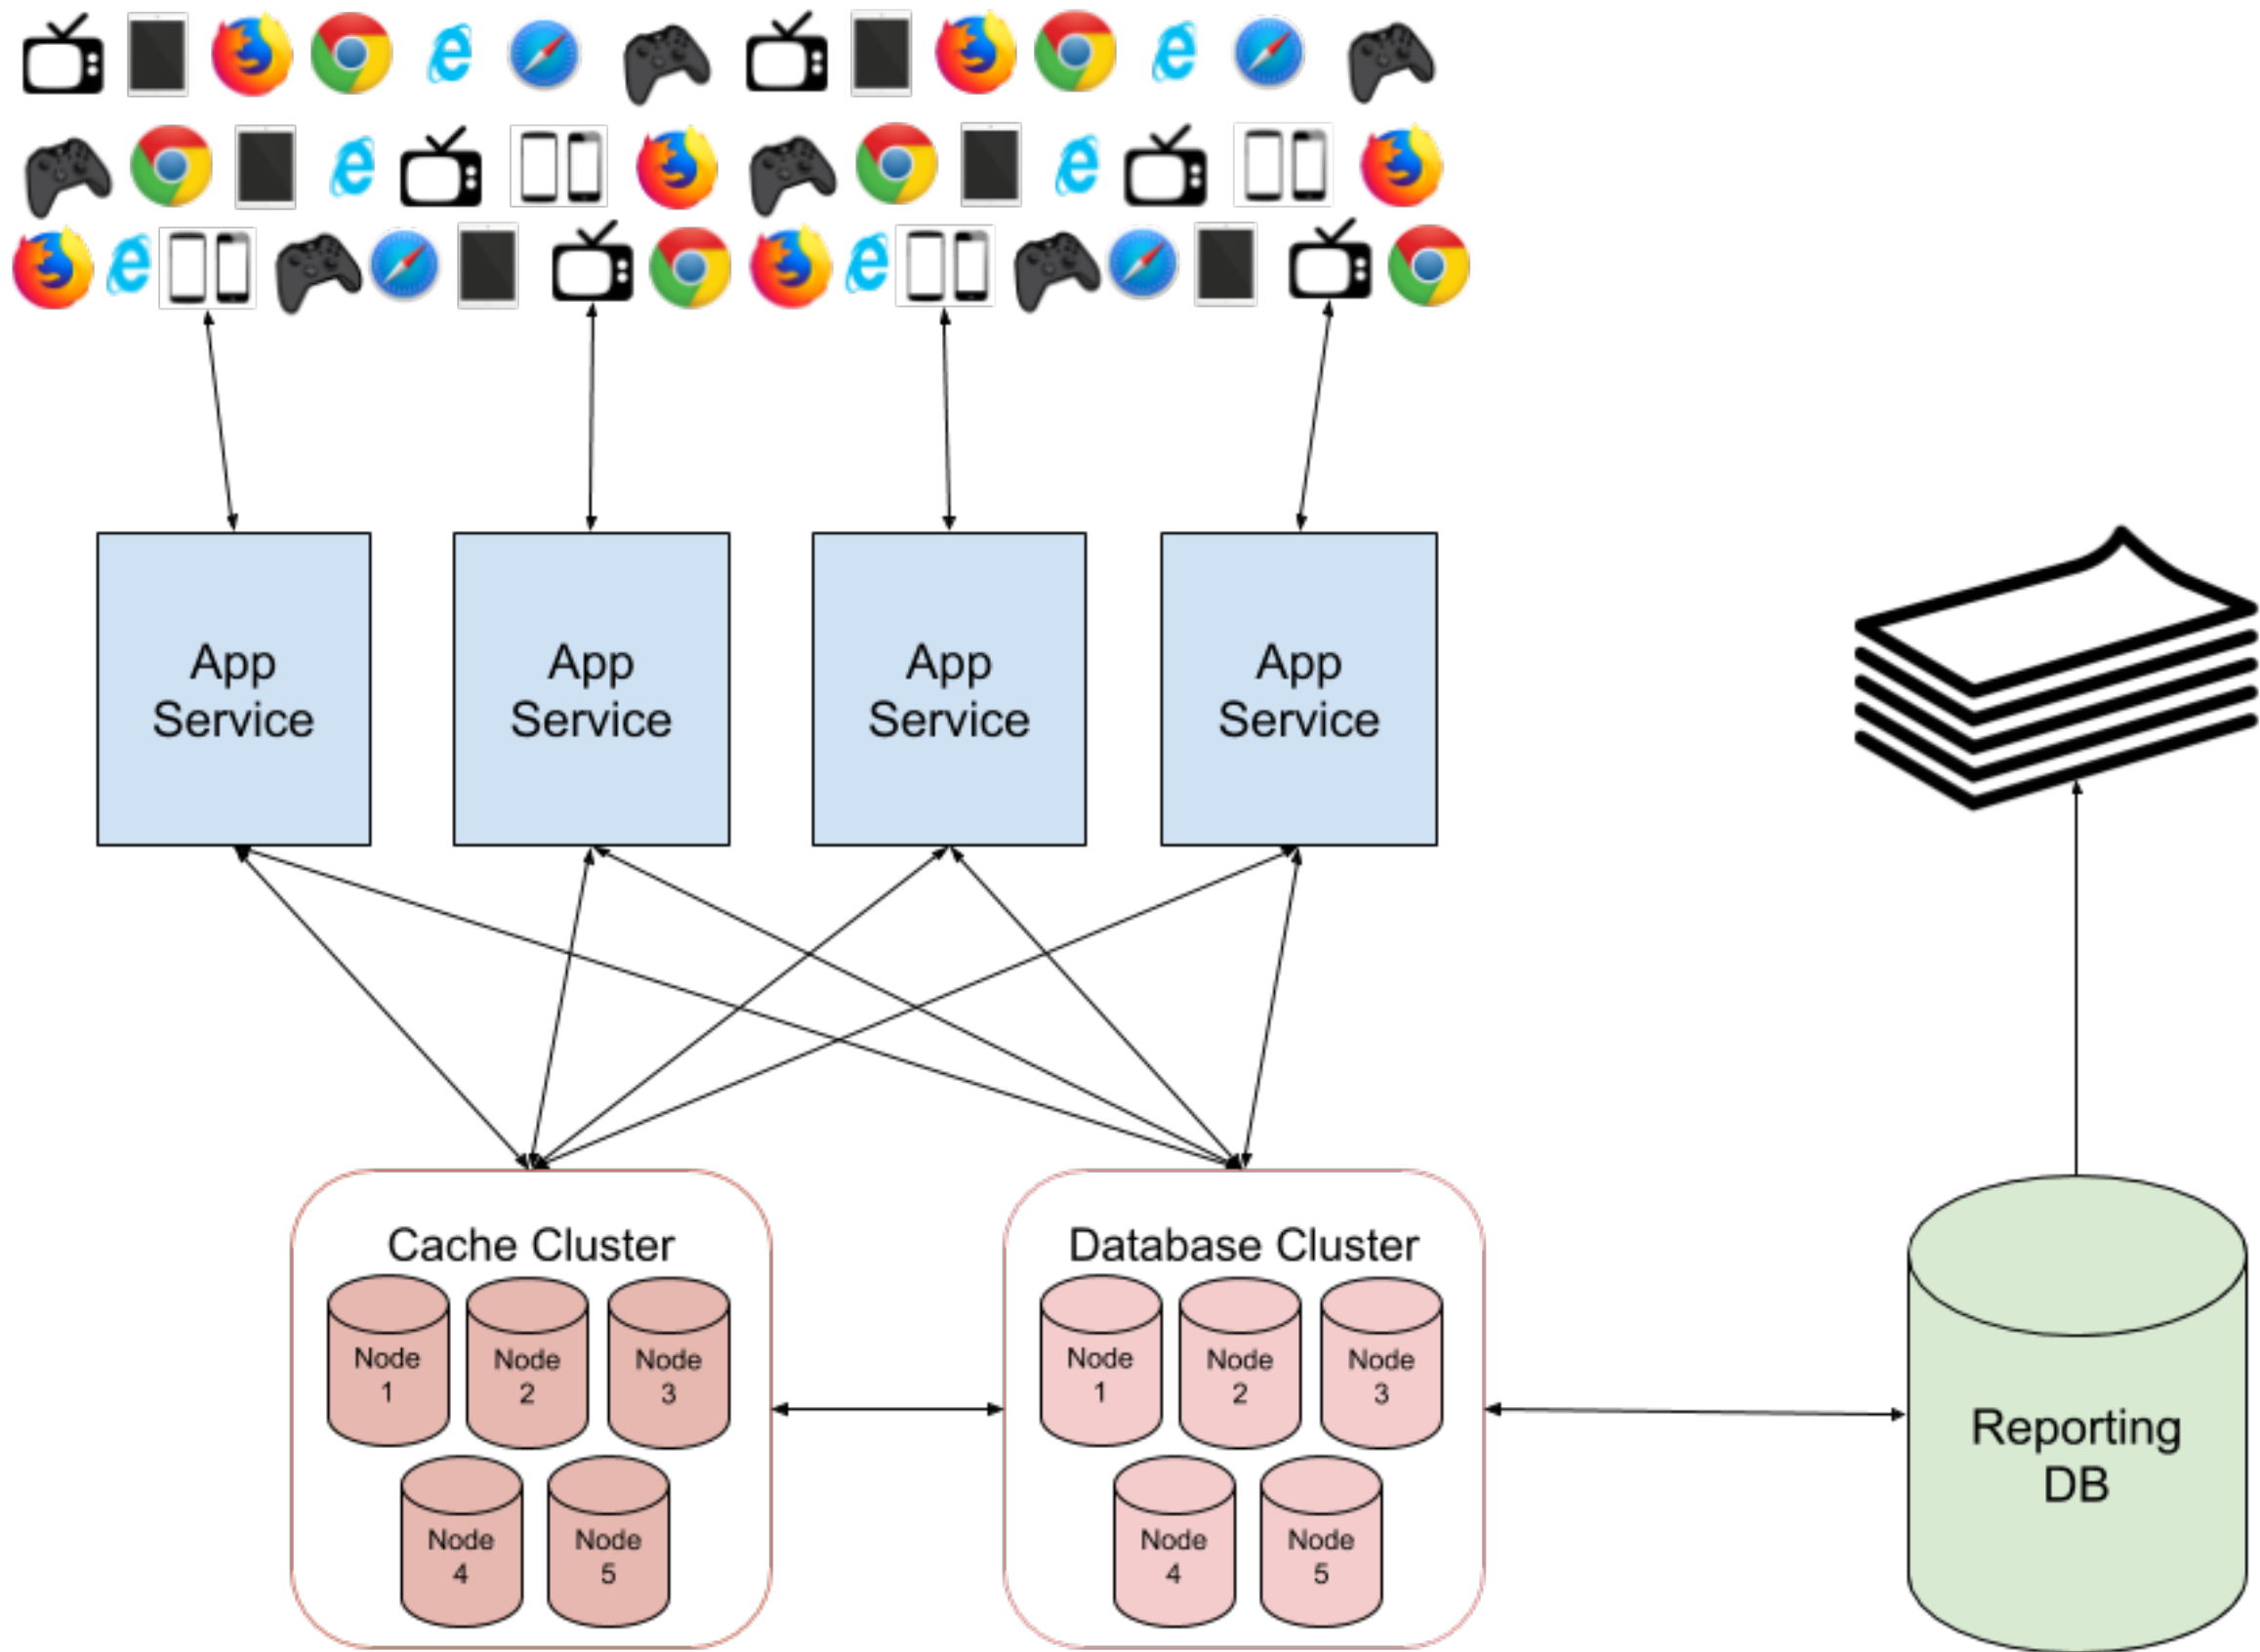 App
Service
App
Service
App
Service
App
Service
Cache Cluster
Node
1
Node
2
Node
3
Node
4
Node
5
Database Cluster
Node
1
Node
2
Node
3
Node
4
Node
5
Reporting
DB